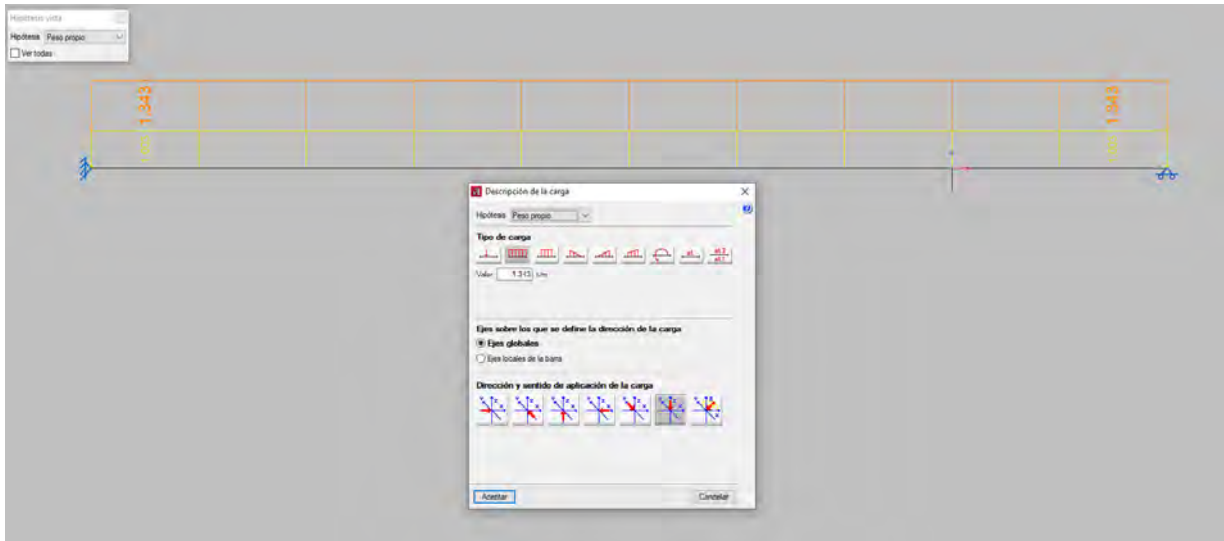 Hipótesis vista
Hipótesis Peso propio
Ver todas
1.343
1.343
Descripción de la carga
Hipótesis Peso propio
Tipo de carga
Valor 1.343 t/m
Ejes sobre los que se define la dirección de la carga
Ejes globales
Ejes locales de la barra
Dirección y sentido de aplicación de la carga
Aceptar Cancelar